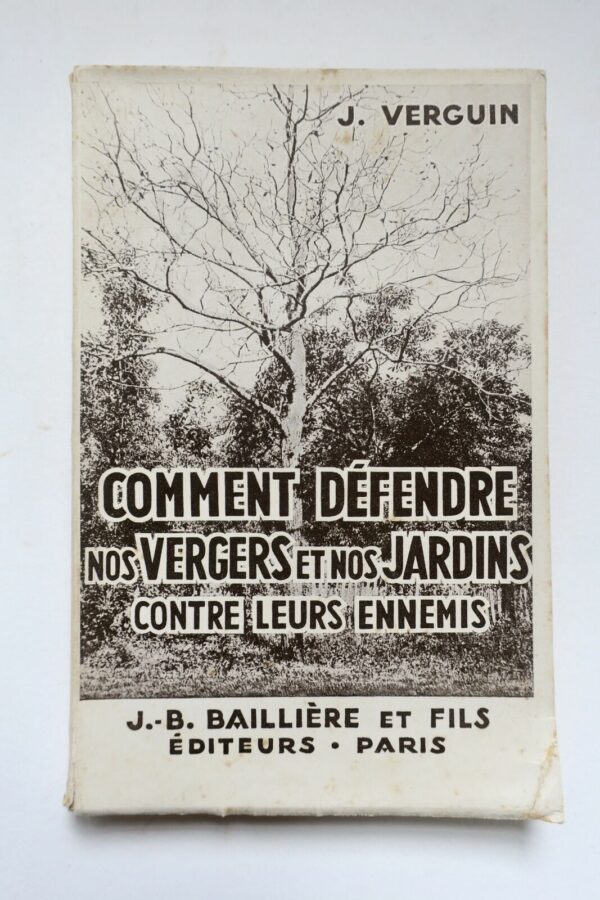 J. VERGUIN
COMMENT DÉFENDRE
NOS VERGERS ET NOS JARDINS
CONTRE LEURS ENNEMIS
J.-B. BAILLIÈRE ET FILS
ÉDITEURS • PARIS